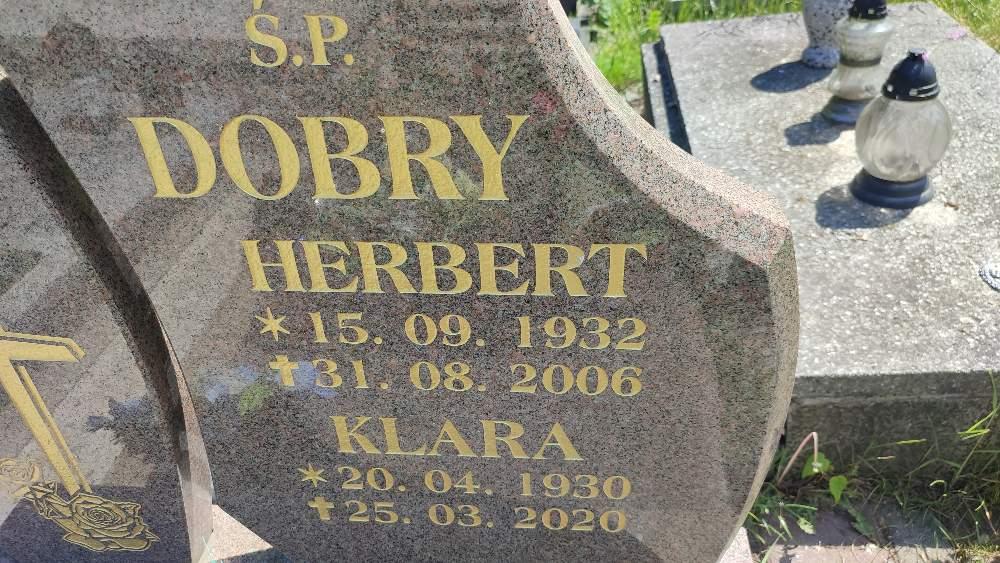 Ś.P.
DOBRY
HERBERT
* 15. 09. 1932
✝ 31. 08. 2006
KLARA
* 20. 04. 1930
✝ 25. 03. 2020